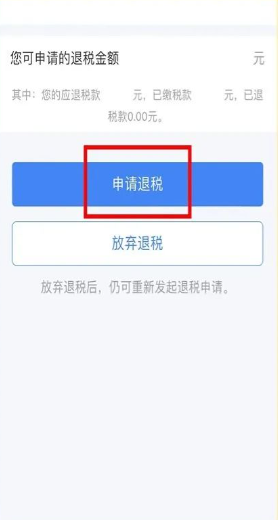 您可申请的退税金额 元
其中：您的应退税款 元，已缴税款 元，已退
税款0.00元。
申请退税
放弃退税
放弃退税后，仍可重新发起退税申请。